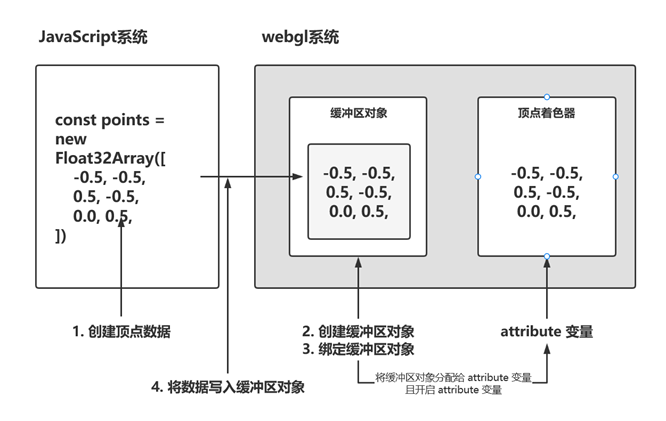 JavaScript系统
webgl系统
const points =
new
Float32Array([
-0.5, -0.5,
0.5, -0.5,
0.0, 0.5,
])
缓冲区对象
-0.5, -0.5,
0.5, -0.5,
0.0, 0.5,
顶点着色器
-0.5, -0.5,
0.5, -0.5,
0.0, 0.5,
1. 创建顶点数据
2. 创建缓冲区对象
3. 绑定缓冲区对象
attribute 变量
4. 将数据写入缓冲区对象
将缓冲区对象分配给 attribute 变量
且开启 attribute 变量